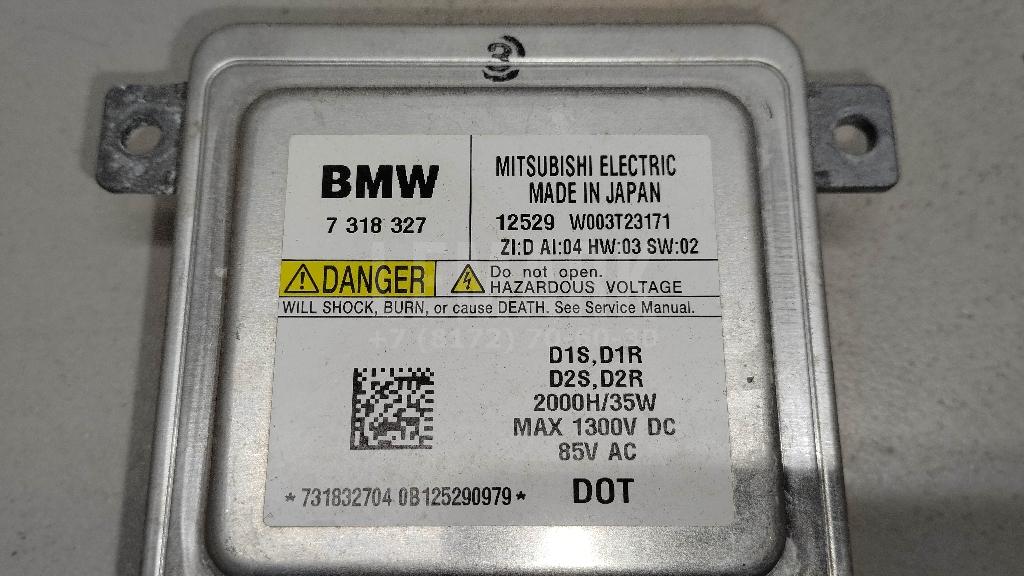 BMW
7 318 327
MITSUBISHI ELECTRIC
MADE IN JAPAN
12529 W003T23171
ZI:D AI:04 HW:03 SW:02
DANGER
Do not open.
HAZARDOUS VOLTAGE
WILL SHOCK, BURN, or cause DEATH. See Service Manual.
D1S,D1R
D2S,D2R
2000H/35W
MAX 1300V DC
85V AC
*731832704 0B125290979*
DOT